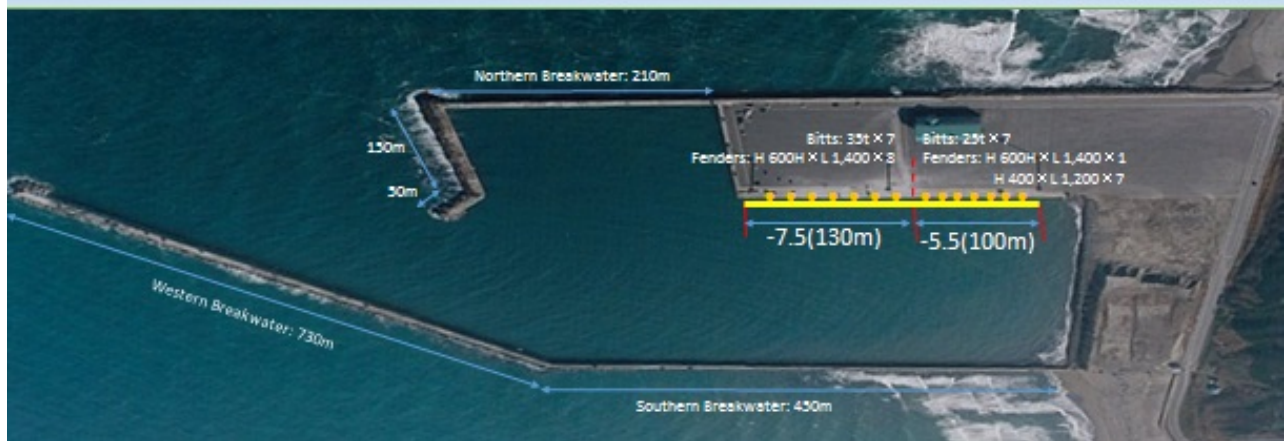 Northern Breakwater: 210m
150m
50m
Bitts: 35t × 7
Fenders: H 600H × L 1,400 × 8
Bitts: 25t × 7
Fenders: H 600H × L 1,400 × 1
H 400 × L 1,200 × 7
-7.5(130m)
-5.5(100m)
Western Breakwater: 730m
Southern Breakwater: 450m